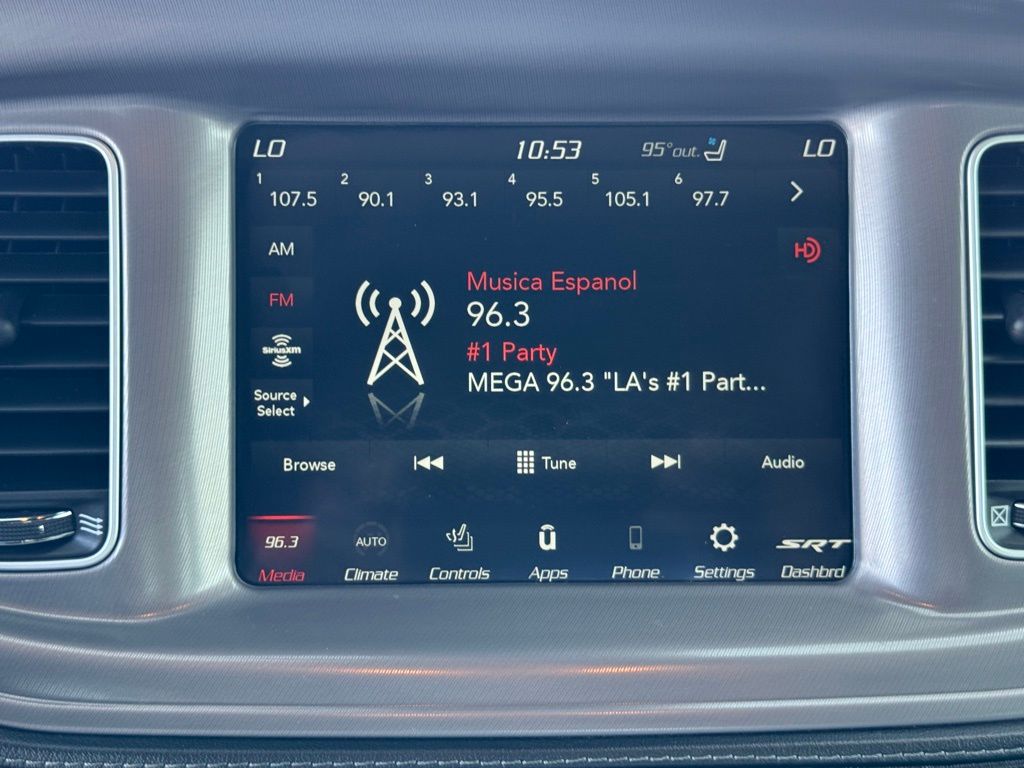 LO 10:53 95°out. LO
1 107.5 2 90.1 3 93.1 4 95.5 5 105.1 6 97.7
AM
HD
Musica Espanol
FM
96.3
SiriusXM
#1 Party
MEGA 96.3 "LA's #1 Part...
Source
Select
Browse Tune Audio
96.3 AUTO SRT
Media Climate Controls Apps Phone Settings Dashbrd